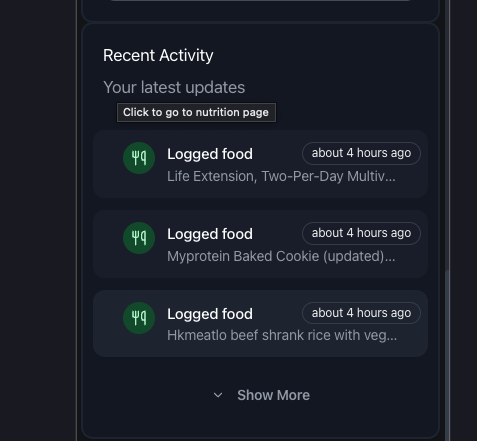 Recent Activity
Your latest updates
Click to go to nutrition page
Logged food
about 4 hours ago
Life Extension, Two-Per-Day Multiv...
Logged food
about 4 hours ago
Myprotein Baked Cookie (updated)...
Logged food
about 4 hours ago
Hkmeatlo beef shrank rice with veg...
Show More